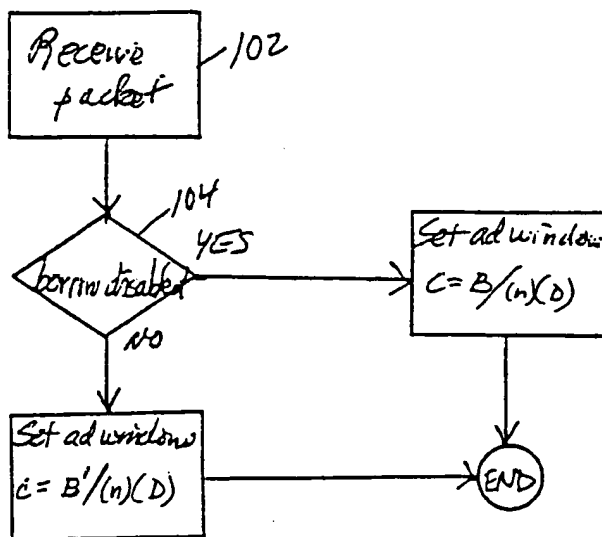 Receive
packet
102
104
YES
borrow disabled
NO
Set ad window
C = B/(n)(D)
Set ad window
C = B'/(n)(D)
END